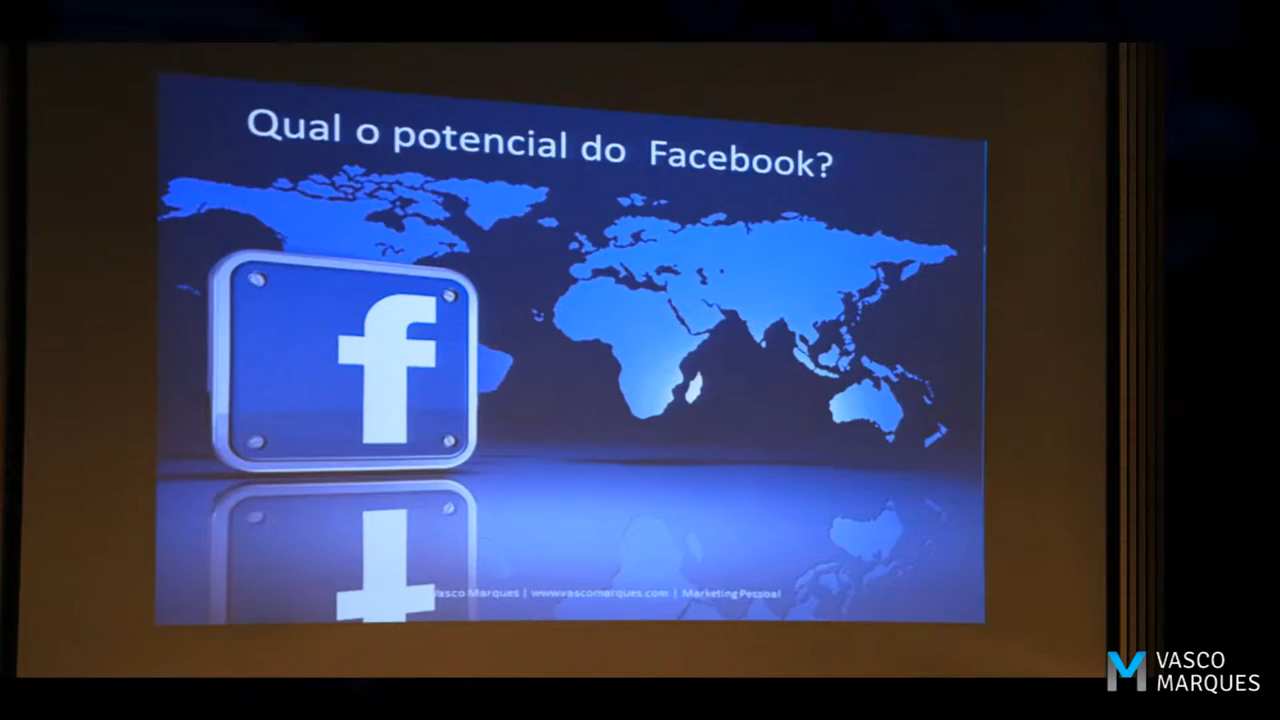 Qual o potencial do Facebook?
f
Vasco Marques | www.vascomarques.com | Marketing Pessoal
VASCO
MARQUES